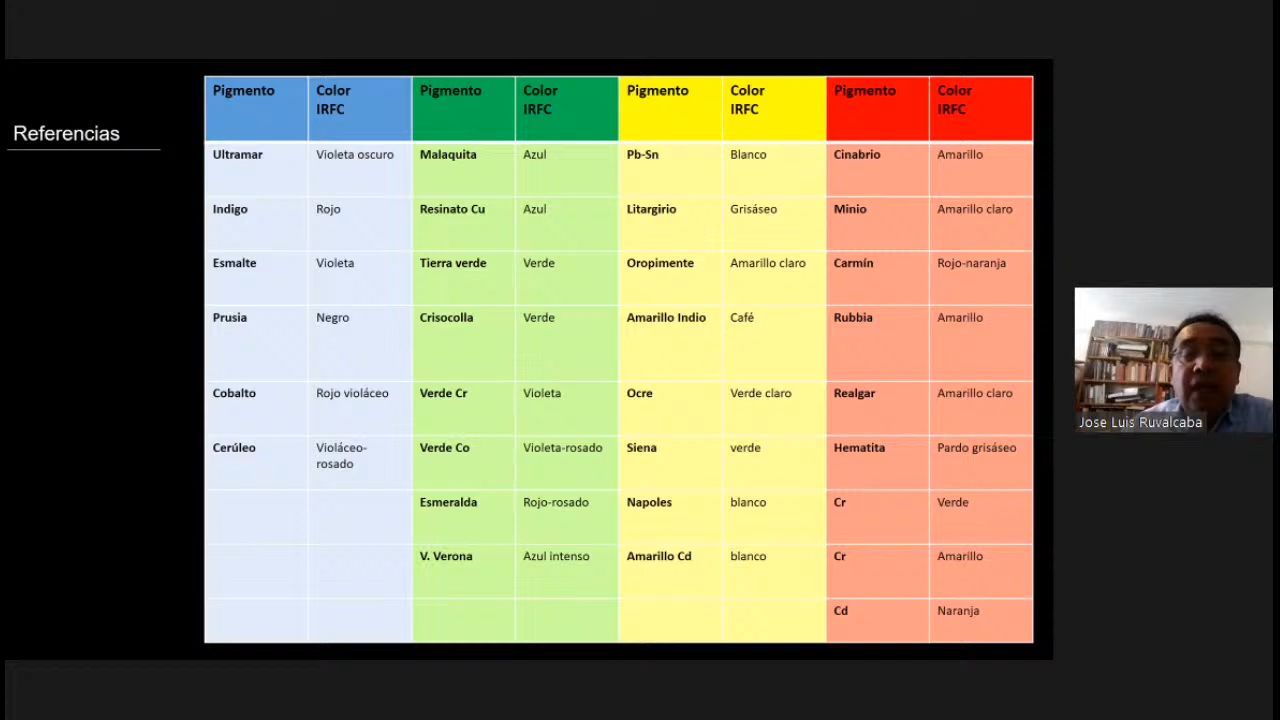 Referencias
Pigmento Color IRFC Pigmento Color IRFC Pigmento Color IRFC Pigmento Color IRFC
Ultramar Violeta oscuro Malaquita Azul Pb-Sn Blanco Cinabrio Amarillo
Indigo Rojo Resinato Cu Azul Litargirio Grisáseo Minio Amarillo claro
Esmalte Violeta Tierra verde Verde Oropimente Amarillo claro Carmín Rojo-naranja
Prusia Negro Crisocolla Verde Amarillo Indio Café Rubbia Amarillo
Cobalto Rojo violáceo Verde Cr Violeta Ocre Verde claro Realgar Amarillo claro
Cerúleo Violáceo-rosado Verde Co Violeta-rosado Siena verde Hematita Pardo grisáseo
Esmeralda Rojo-rosado Napoles blanco Cr Verde
V. Verona Azul intenso Amarillo Cd blanco Cr Amarillo
Cd Naranja
Jose Luis Ruvalcaba